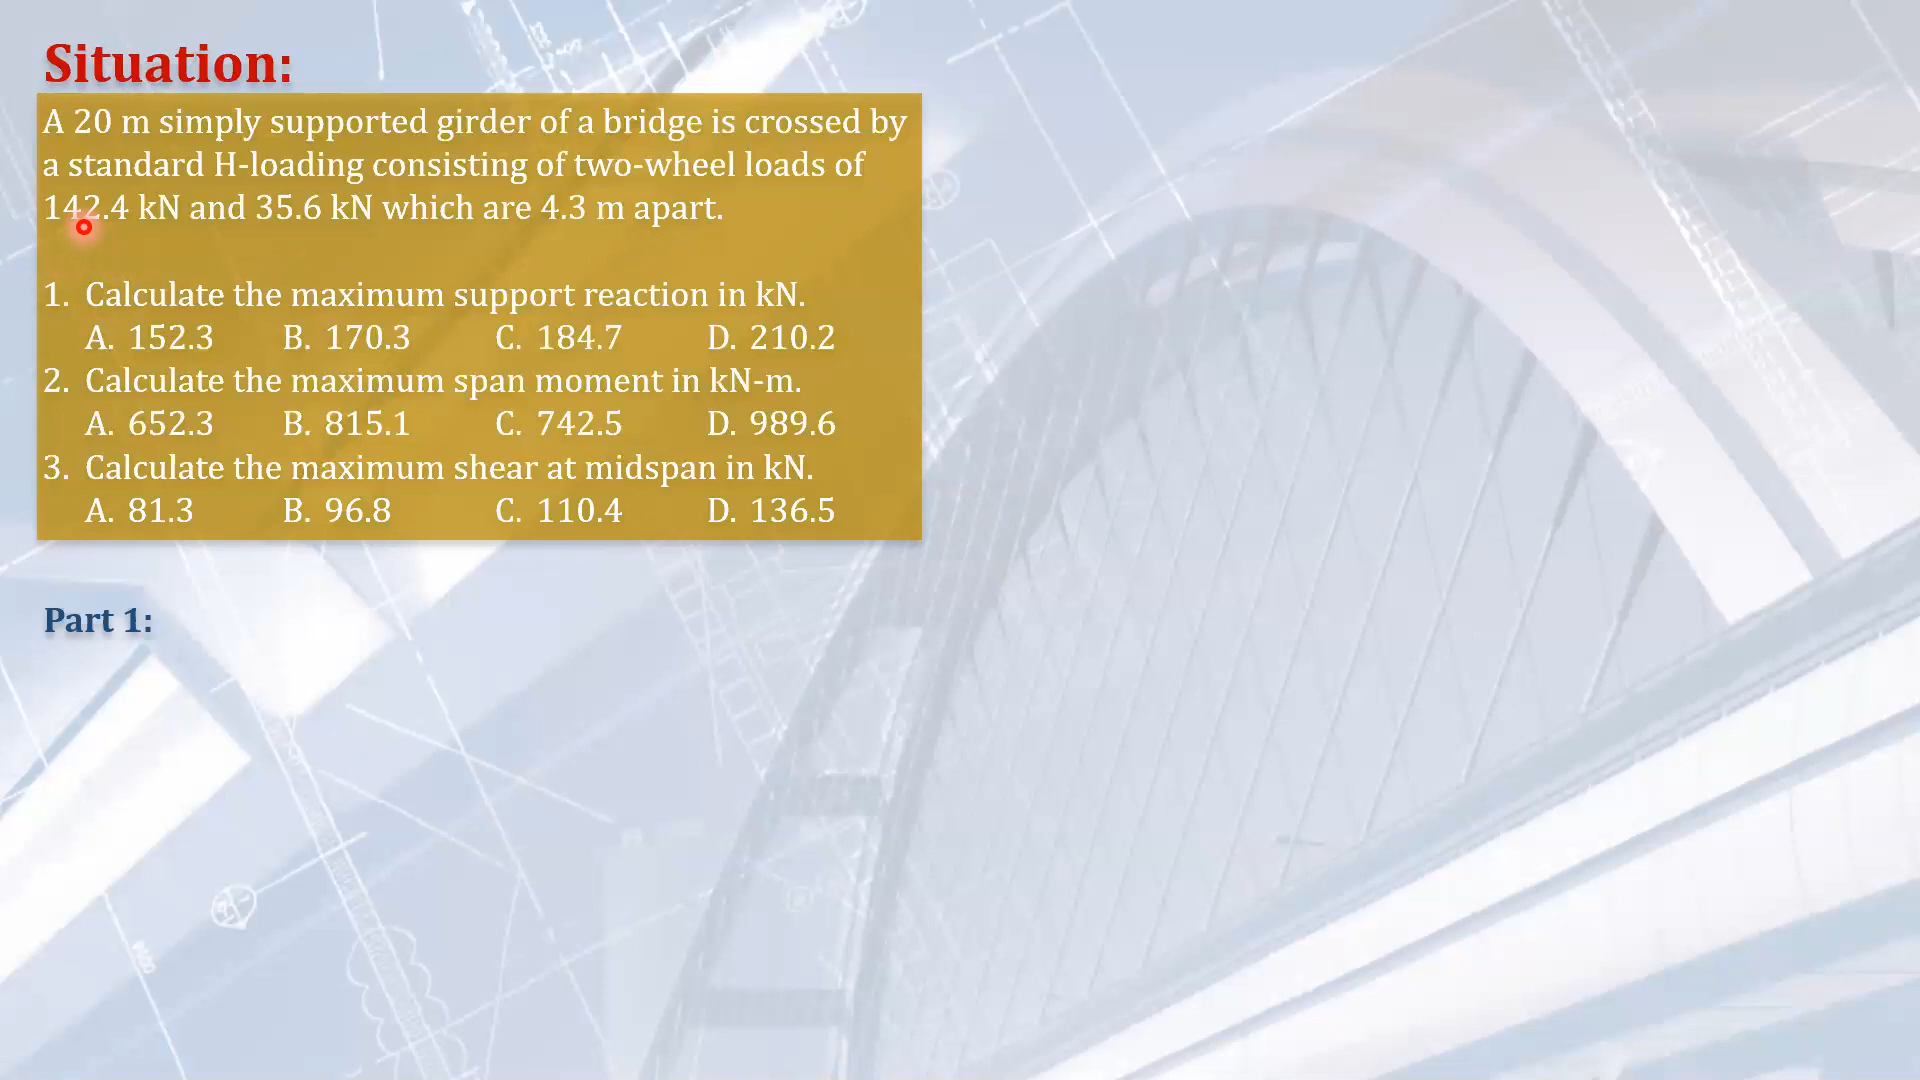 Situation:
A 20 m simply supported girder of a bridge is crossed by
a standard H-loading consisting of two-wheel loads of
142.4 kN and 35.6 kN which are 4.3 m apart.
1. Calculate the maximum support reaction in kN.
A. 152.3 B. 170.3 C. 184.7 D. 210.2
2. Calculate the maximum span moment in kN-m.
A. 652.3 B. 815.1 C. 742.5 D. 989.6
3. Calculate the maximum shear at midspan in kN.
A. 81.3 B. 96.8 C. 110.4 D. 136.5
Part 1: